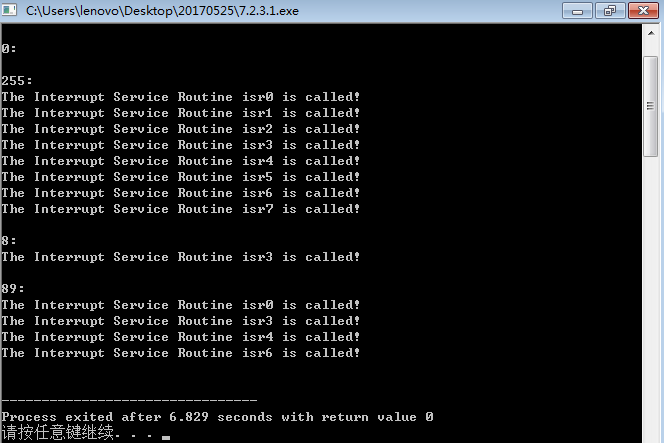 C:\Users\lenovo\Desktop\20170525\7.2.3.1.exe
0:
255:
The Interrupt Service Routine isr0 is called!
The Interrupt Service Routine isr1 is called!
The Interrupt Service Routine isr2 is called!
The Interrupt Service Routine isr3 is called!
The Interrupt Service Routine isr4 is called!
The Interrupt Service Routine isr5 is called!
The Interrupt Service Routine isr6 is called!
The Interrupt Service Routine isr7 is called!
8:
The Interrupt Service Routine isr3 is called!
89:
The Interrupt Service Routine isr0 is called!
The Interrupt Service Routine isr3 is called!
The Interrupt Service Routine isr4 is called!
The Interrupt Service Routine isr6 is called!
--------------------------------
Process exited after 6.829 seconds with return value 0
请按任意键继续. . .